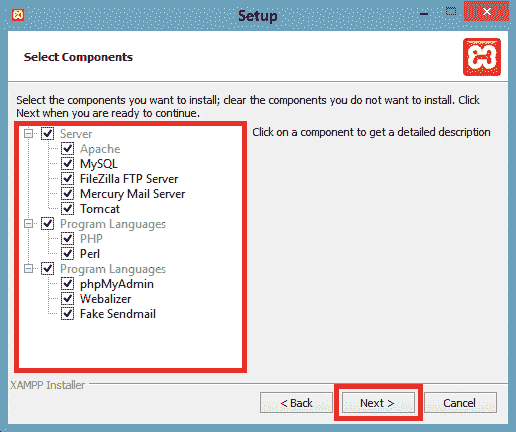 Setup
Select Components
Select the components you want to install; clear the components you do not want to install. Click
Next when you are ready to continue.
Server
Apache
MySQL
FileZilla FTP Server
Mercury Mail Server
Tomcat
Program Languages
PHP
Perl
Program Languages
phpMyAdmin
Webalizer
Fake Sendmail
Click on a component to get a detailed description
XAMPP Installer
< Back
Next >
Cancel